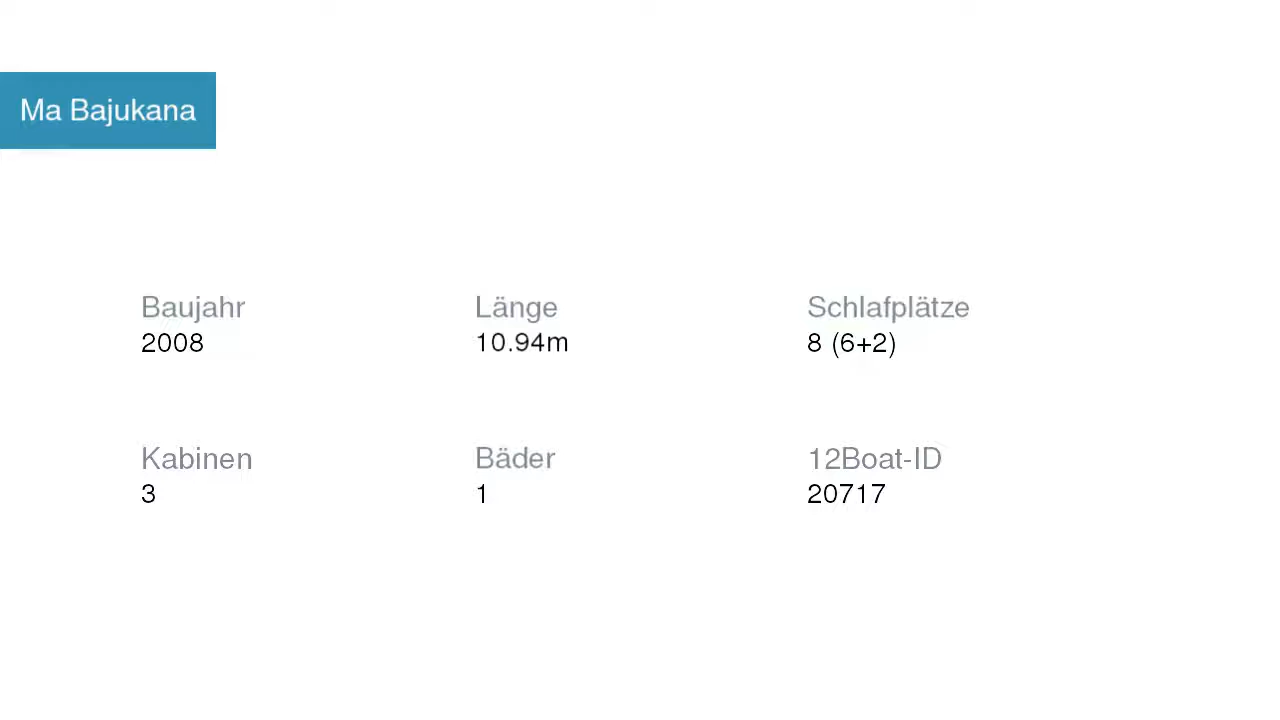 Ma Bajukana
Baujahr
2008
Länge
10.94m
Schlafplätze
8 (6+2)
Kabinen
3
Bäder
1
12Boat-ID
20717